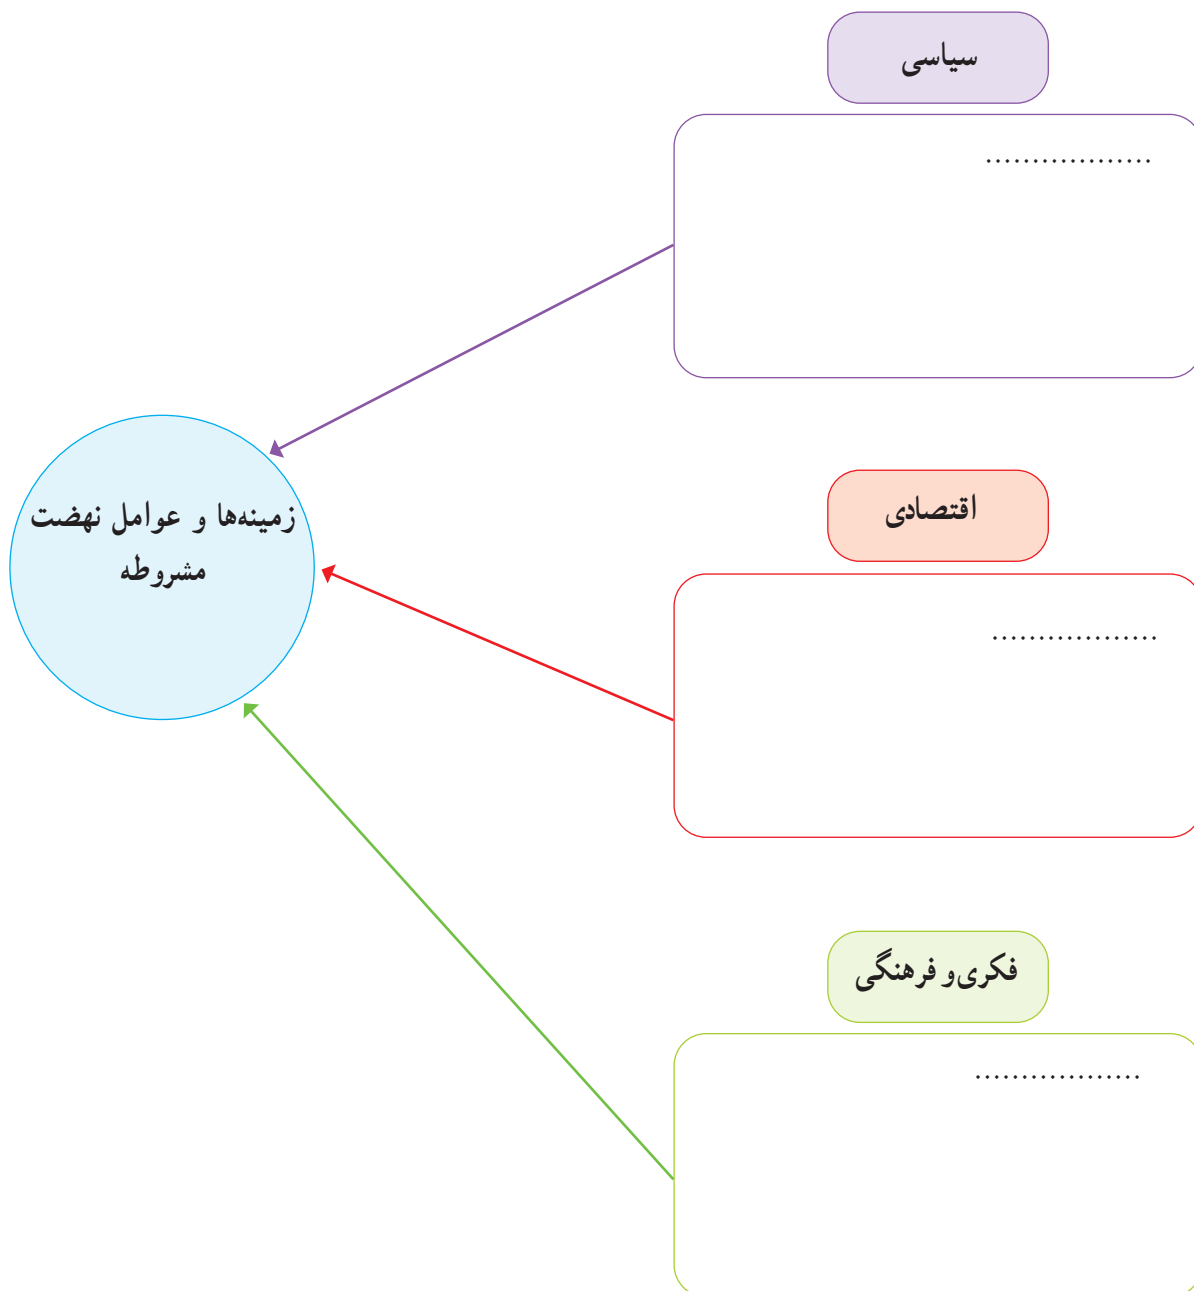 سیاسی
..................
زمینه‌ها و عوامل نهضت
مشروطه
اقتصادی
..................
فکری و فرهنگی
..................